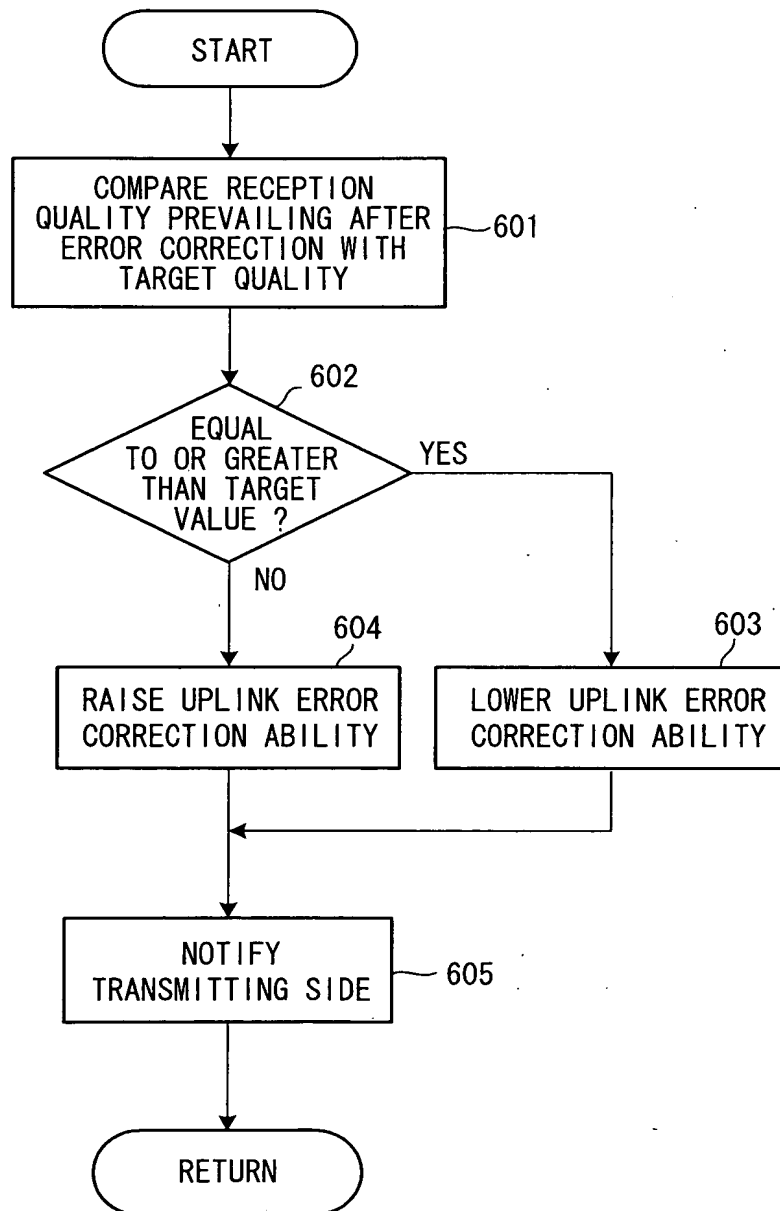 START
COMPARE RECEPTION
QUALITY PREVAILING AFTER
ERROR CORRECTION WITH
TARGET QUALITY
601
602
EQUAL
TO OR GREATER
THAN TARGET
VALUE ?
YES
NO
604
603
RAISE UPLINK ERROR
CORRECTION ABILITY
LOWER UPLINK ERROR
CORRECTION ABILITY
NOTIFY
TRANSMITTING SIDE
605
RETURN